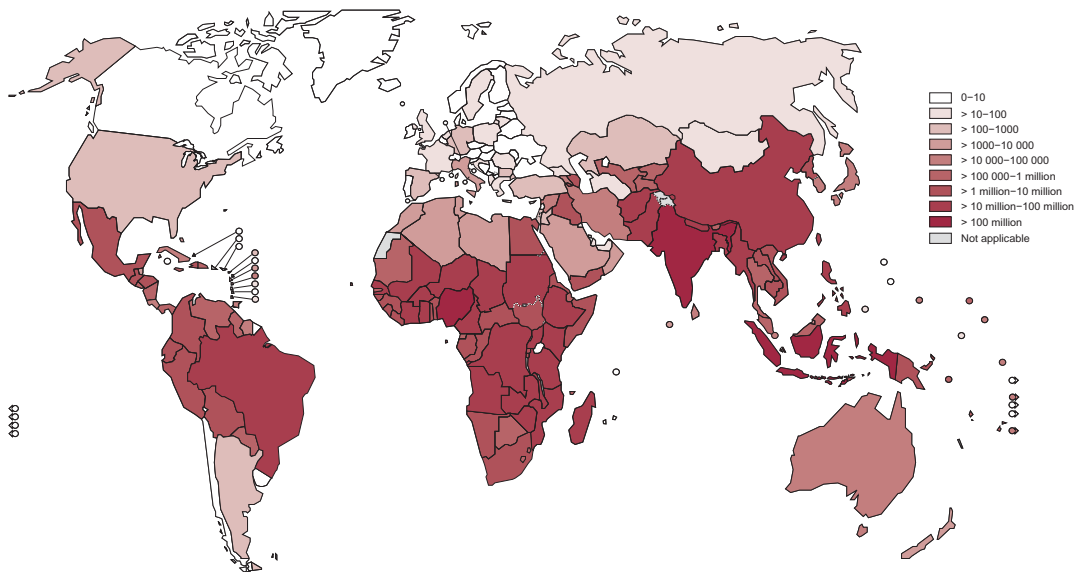 0–10
> 10–100
> 100–1000
> 1000–10 000
> 10 000–100 000
> 100 000–1 million
> 1 million–10 million
> 10 million–100 million
> 100 million
Not applicable